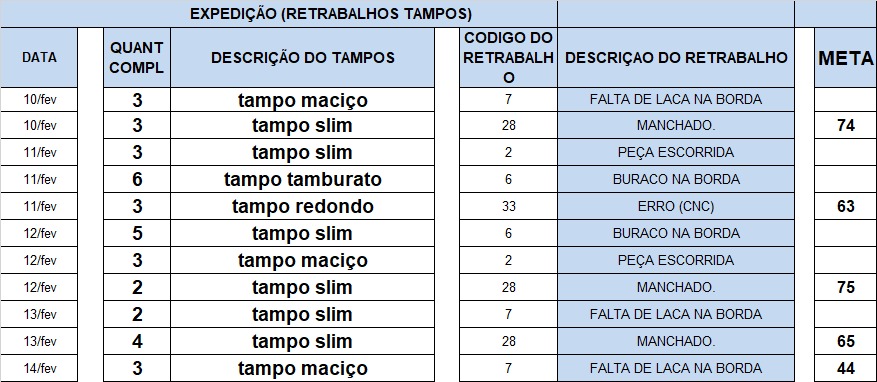 EXPEDIÇÃO (RETRABALHOS TAMPOS)
DATA QUANT COMPL DESCRIÇÃO DO TAMPOS CODIGO DO RETRABALHO DESCRIÇAO DO RETRABALHO META
10/fev 3 tampo maciço 7 FALTA DE LACA NA BORDA
10/fev 3 tampo slim 28 MANCHADO. 74
11/fev 3 tampo slim 2 PEÇA ESCORRIDA
11/fev 6 tampo tamburato 6 BURACO NA BORDA
11/fev 3 tampo redondo 33 ERRO (CNC) 63
12/fev 5 tampo slim 6 BURACO NA BORDA
12/fev 3 tampo maciço 2 PEÇA ESCORRIDA
12/fev 2 tampo slim 28 MANCHADO. 75
13/fev 2 tampo slim 7 FALTA DE LACA NA BORDA
13/fev 4 tampo slim 28 MANCHADO. 65
14/fev 3 tampo maciço 7 FALTA DE LACA NA BORDA 44